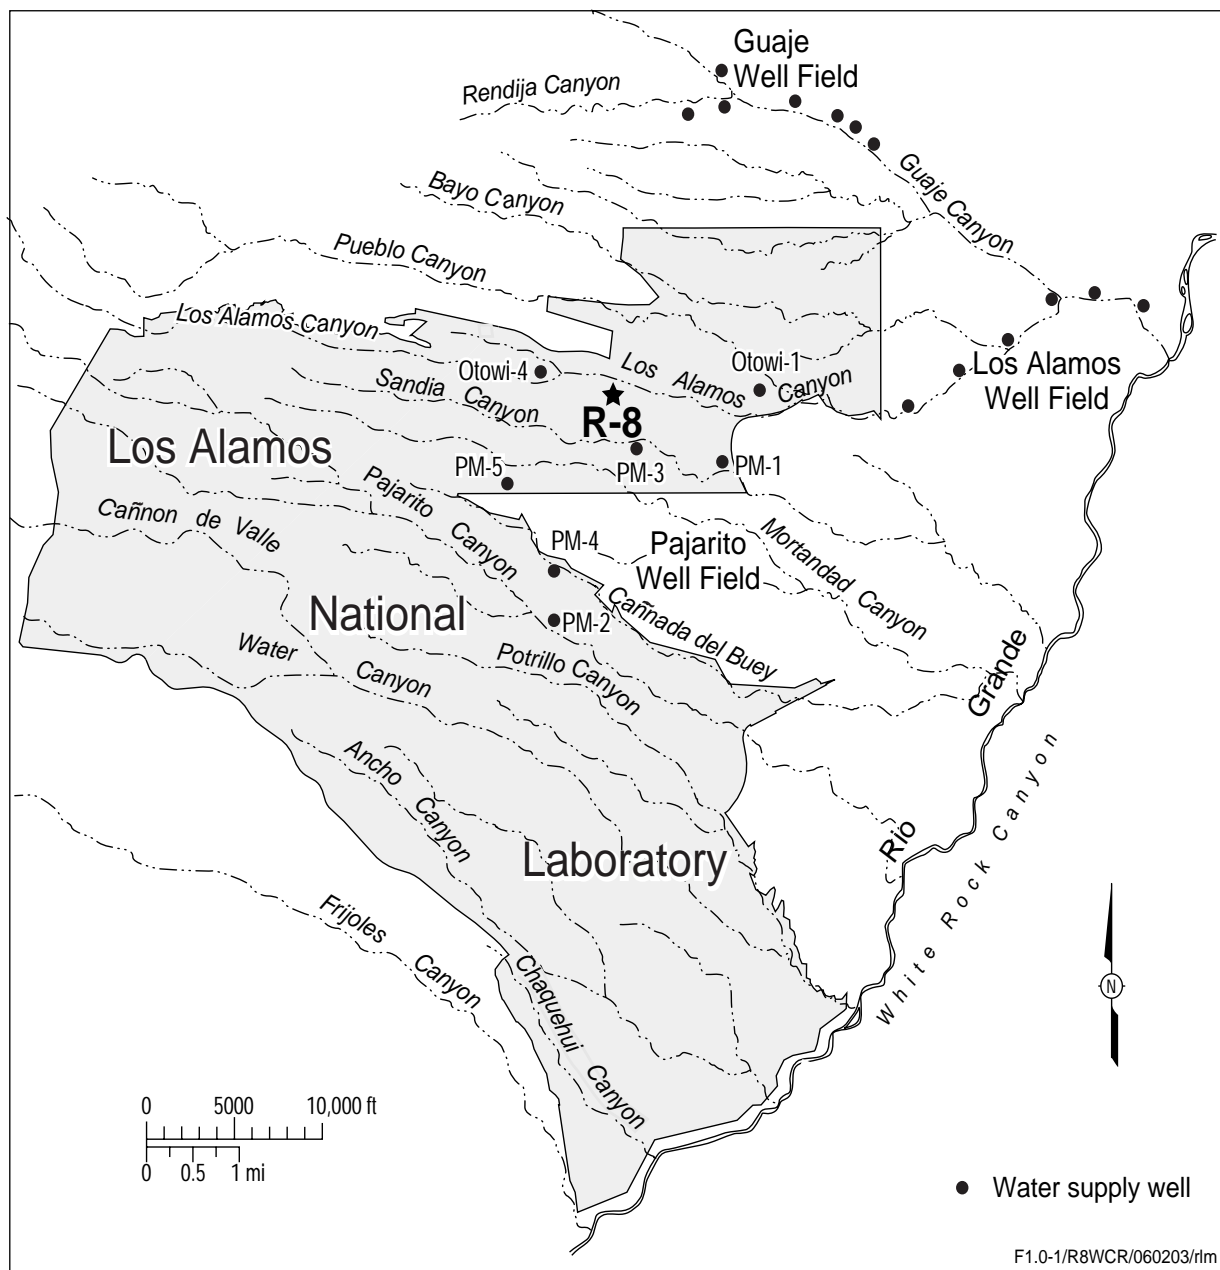 Guaje
Well Field
Rendija Canyon
Guaje Canyon
Bayo Canyon
Pueblo Canyon
Los Alamos Canyon
Otowi-4
Los Alamos Canyon
Otowi-1
Los Alamos
Well Field
Sandia Canyon
R-8
Los Alamos
PM-5
PM-3
PM-1
Pajarito Canyon
Cañnon de Valle
PM-4
Pajarito
Well Field
Mortandad Canyon
National
PM-2
Cañnada del Buey
Water Canyon
Potrillo Canyon
Rio Grande
White Rock Canyon
Ancho Canyon
Laboratory
Frijoles Canyon
Chaquehui Canyon
N
0 5000 10,000 ft
0 0.5 1 mi
Water supply well
F1.0-1/R8WCR/060203/rlm